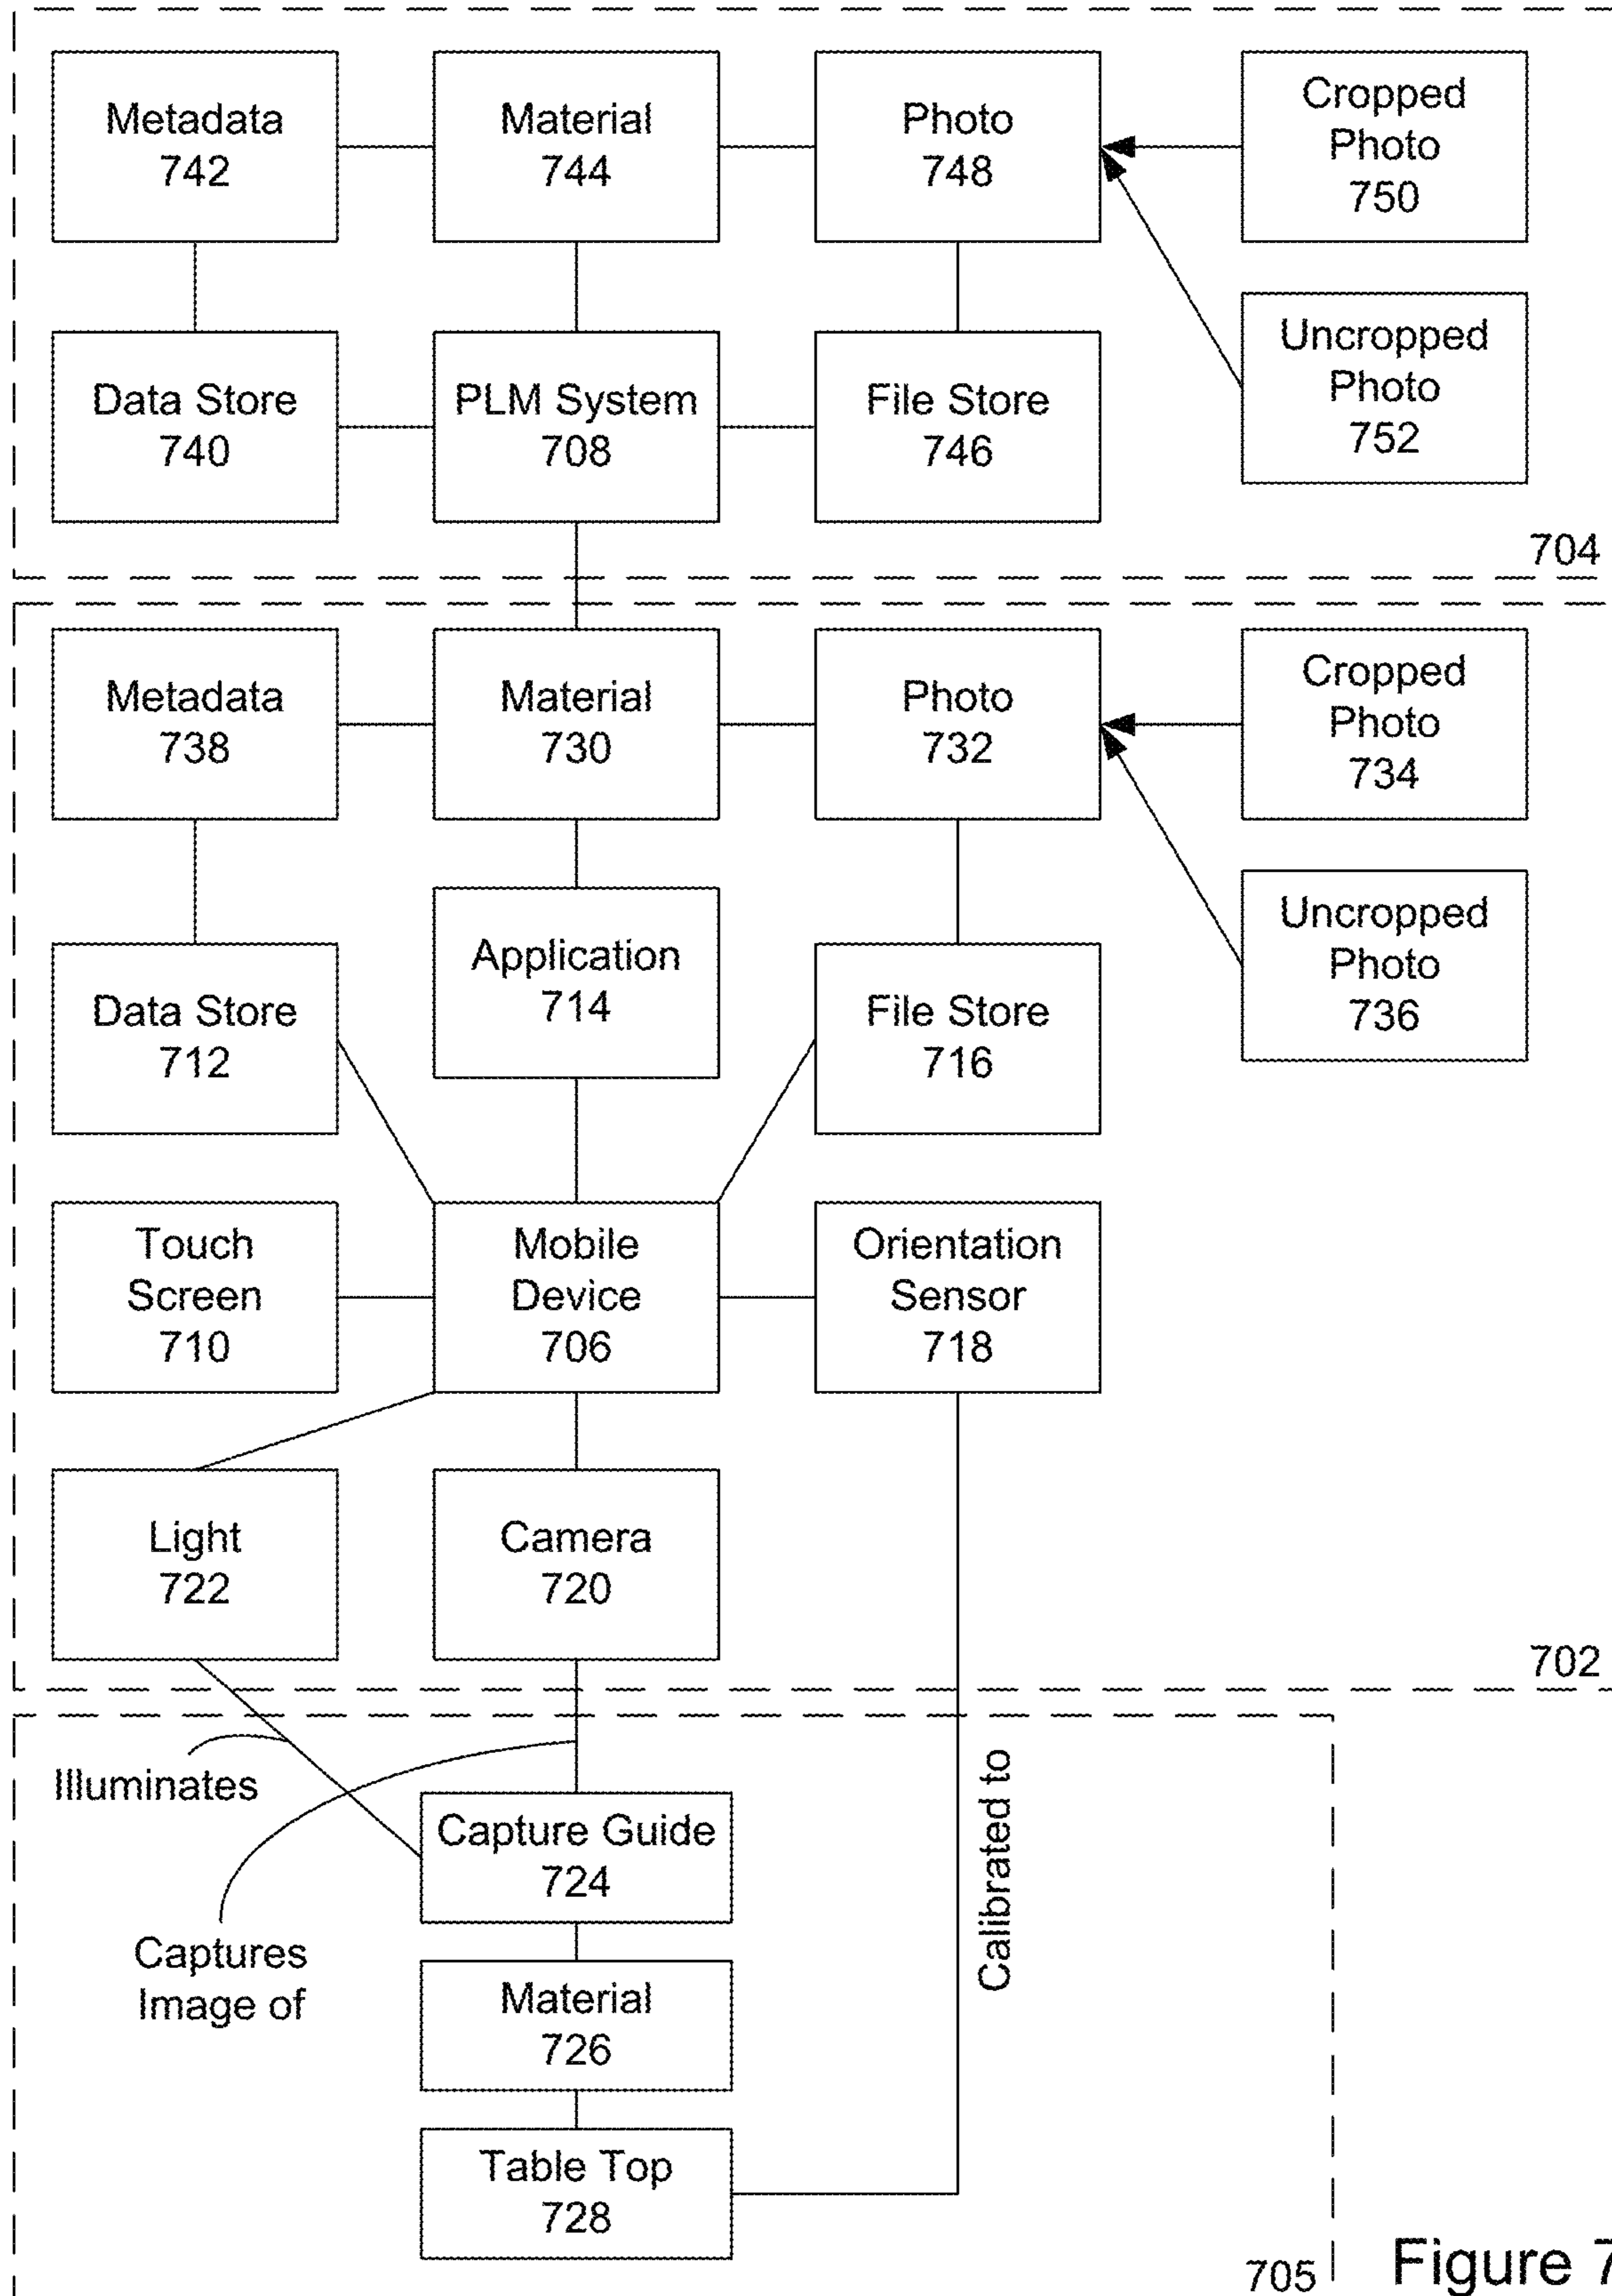 Metadata
742
Material
744
Photo
748
Cropped
Photo
750
Data Store
740
PLM System
708
File Store
746
Uncropped
Photo
752
704
Metadata
738
Material
730
Photo
732
Cropped
Photo
734
Data Store
712
Application
714
File Store
716
Uncropped
Photo
736
Touch
Screen
710
Mobile
Device
706
Orientation
Sensor
718
Light
722
Camera
720
702
Illuminates
Capture Guide
724
Calibrated to
Captures
Image of
Material
726
Table Top
728
705
Figure 7